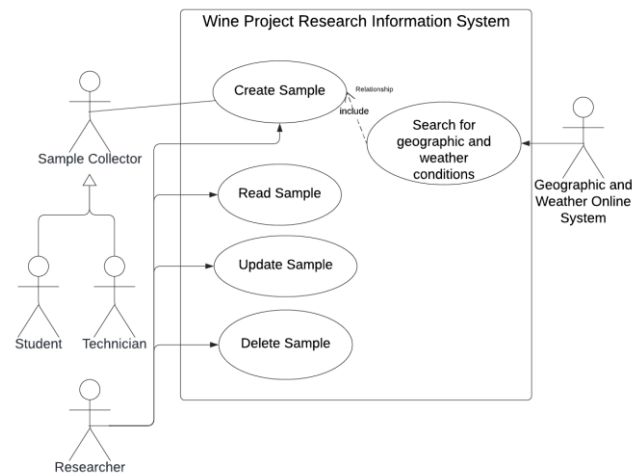 Wine Project Research Information System
Create Sample
Relationship
include
Search for
geographic and
weather
conditions
Sample Collector
Geographic and
Weather Online
System
Read Sample
Update Sample
Student
Technician
Delete Sample
Researcher